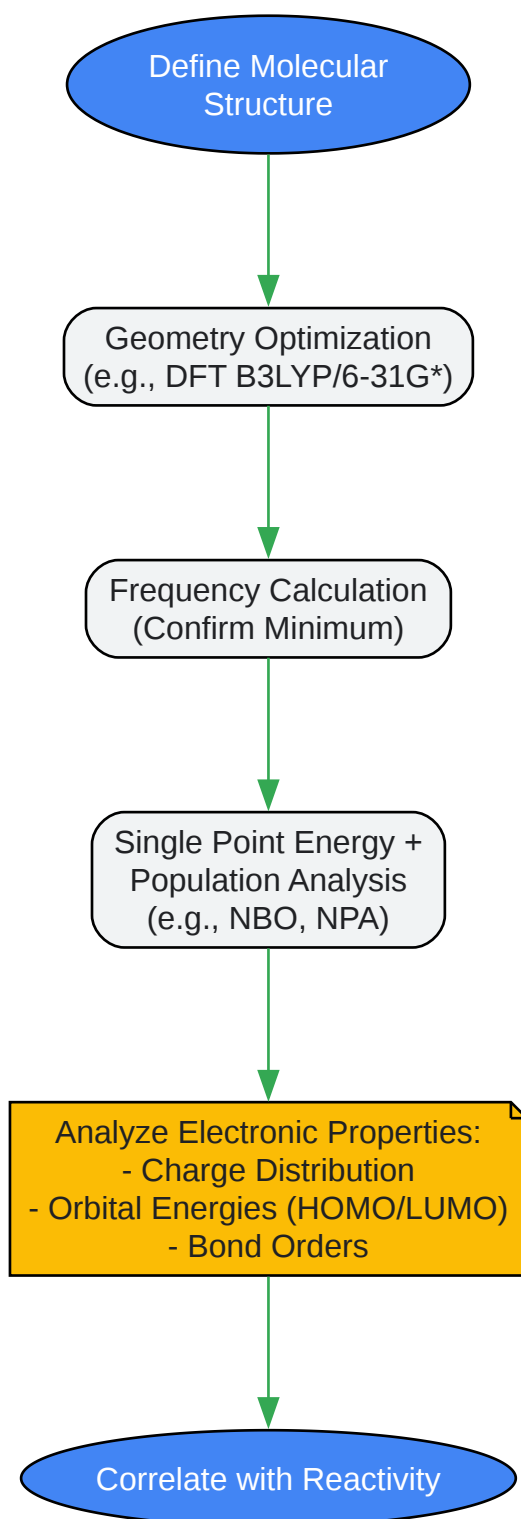 Define Molecular
Structure
Geometry Optimization
(e.g., DFT B3LYP/6-31G*)
Frequency Calculation
(Confirm Minimum)
Single Point Energy +
Population Analysis
(e.g., NBO, NPA)
Analyze Electronic Properties:
- Charge Distribution
- Orbital Energies (HOMO/LUMO)
- Bond Orders
Correlate with Reactivity